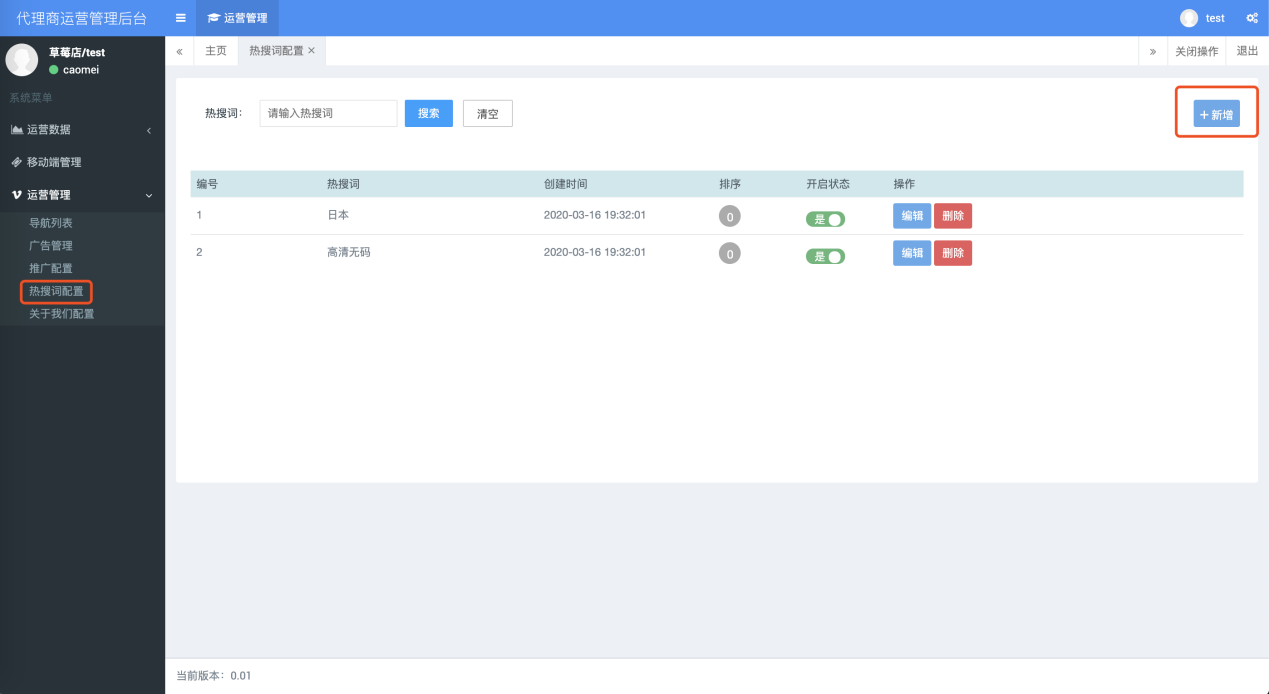 代理商运营管理后台
运营管理
test
草莓店/test
caomei
« 主页 热搜词配置 × » 关闭操作 退出
系统菜单
运营数据
移动端管理
运营管理
导航列表
广告管理
推广配置
热搜词配置
关于我们配置
热搜词: 请输入热搜词 搜索 清空 +新增
编号 热搜词 创建时间 排序 开启状态 操作
1 日本 2020-03-16 19:32:01 0 是 编辑 删除
2 高清无码 2020-03-16 19:32:01 0 是 编辑 删除
当前版本: 0.01